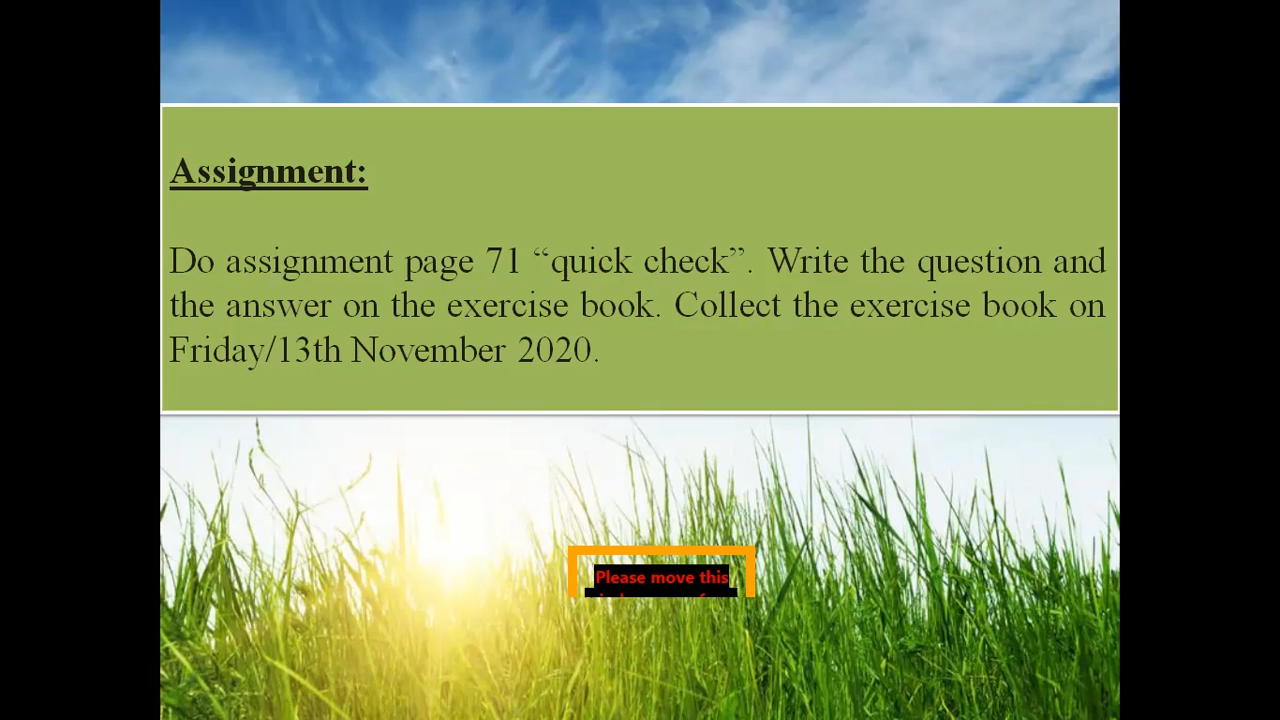 Assignment:
Do assignment page 71 “quick check”. Write the question and
the answer on the exercise book. Collect the exercise book on
Friday/13th November 2020.
Please move this